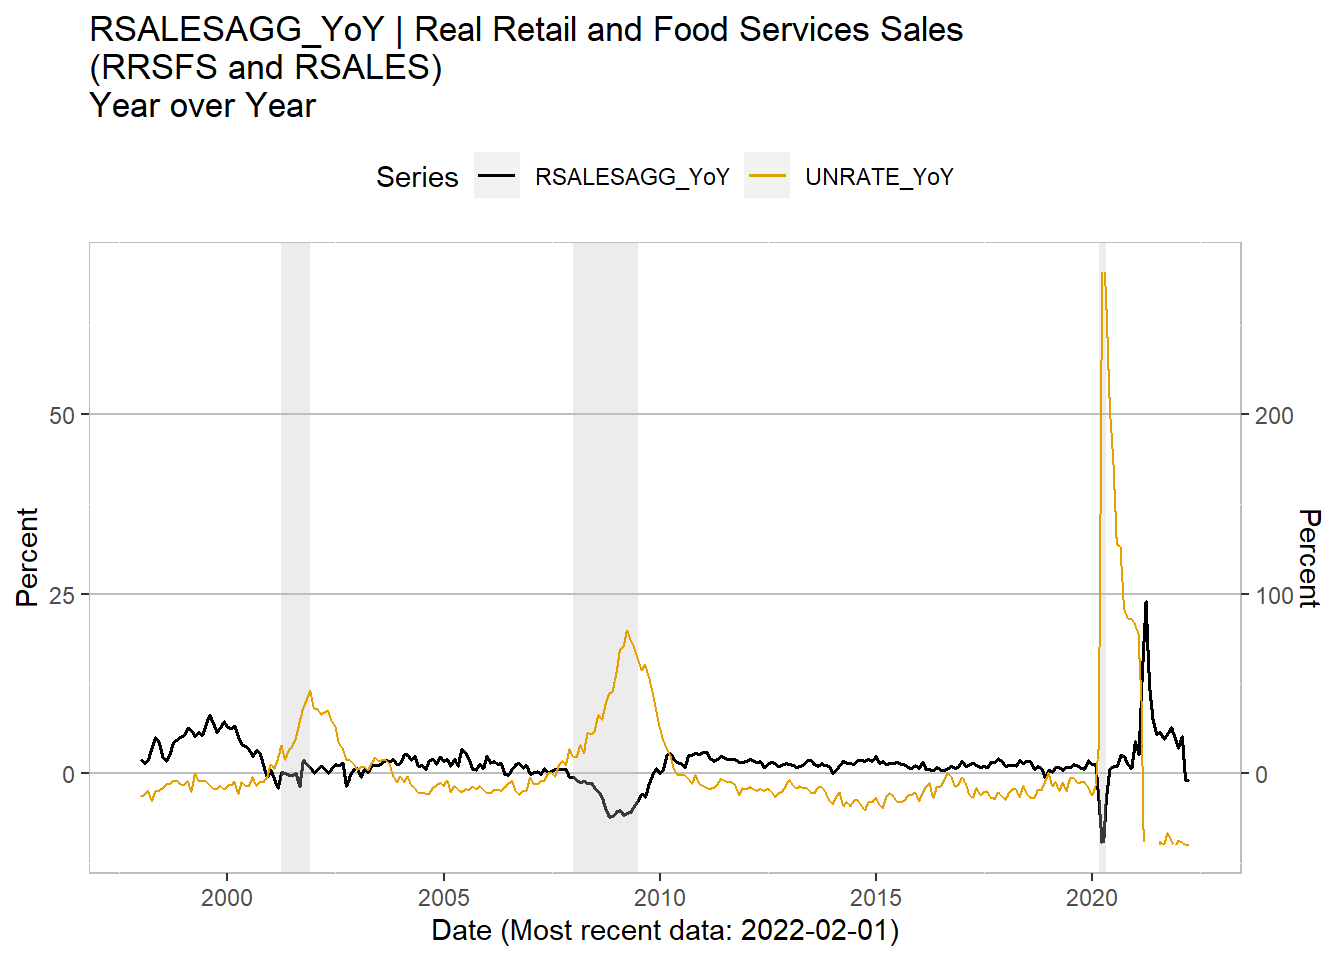 RSALESAGG_YoY | Real Retail and Food Services Sales
(RRSFS and RSALES)
Year over Year
Series RSALESAGG_YoY UNRATE_YoY
50
25
0
Percent
200
100
0
Percent
2000 2005 2010 2015 2020
Date (Most recent data: 2022-02-01)